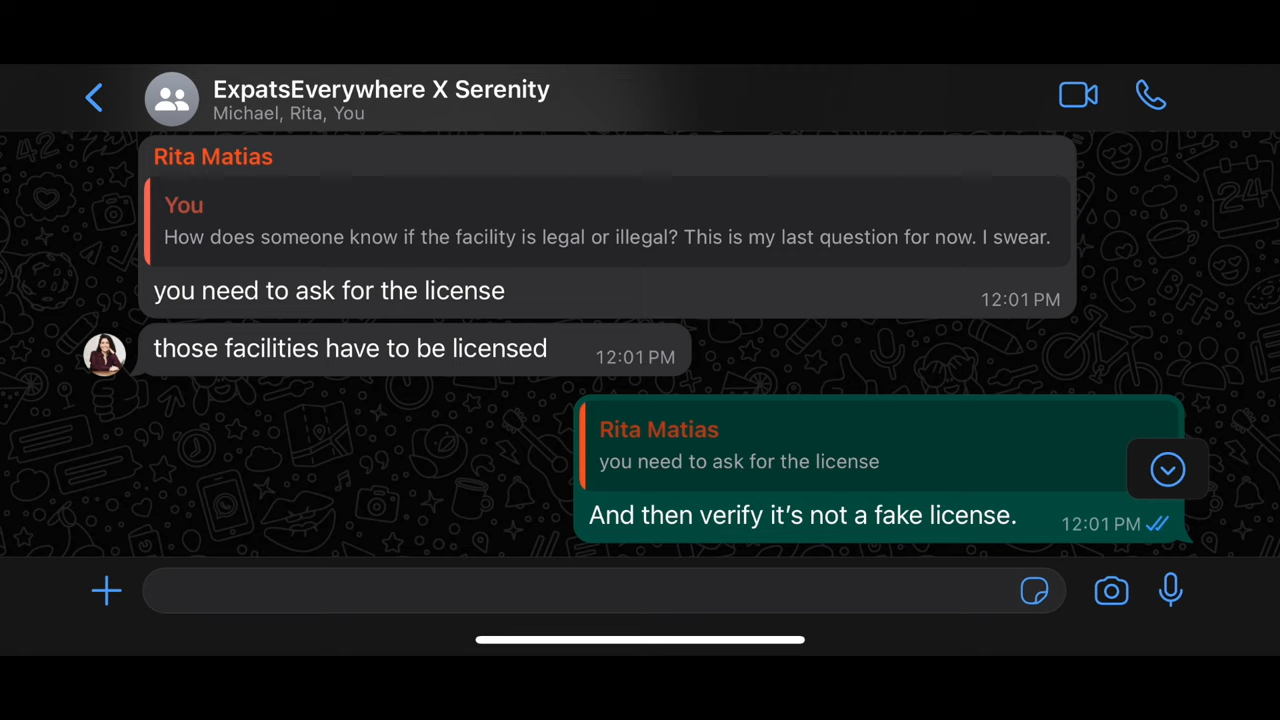 ExpatsEverywhere X Serenity
Michael, Rita, You
Rita Matias
You
How does someone know if the facility is legal or illegal? This is my last question for now. I swear.
you need to ask for the license
12:01 PM
those facilities have to be licensed
12:01 PM
Rita Matias
you need to ask for the license
And then verify it’s not a fake license.
12:01 PM